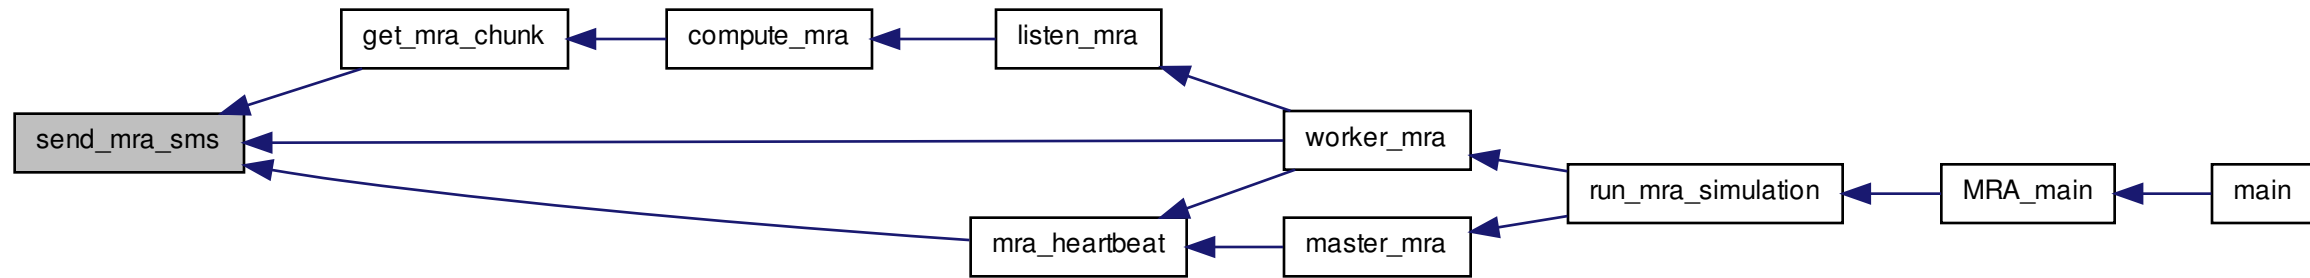 get_mra_chunk
compute_mra
listen_mra
send_mra_sms
worker_mra
run_mra_simulation
MRA_main
main
mra_heartbeat
master_mra